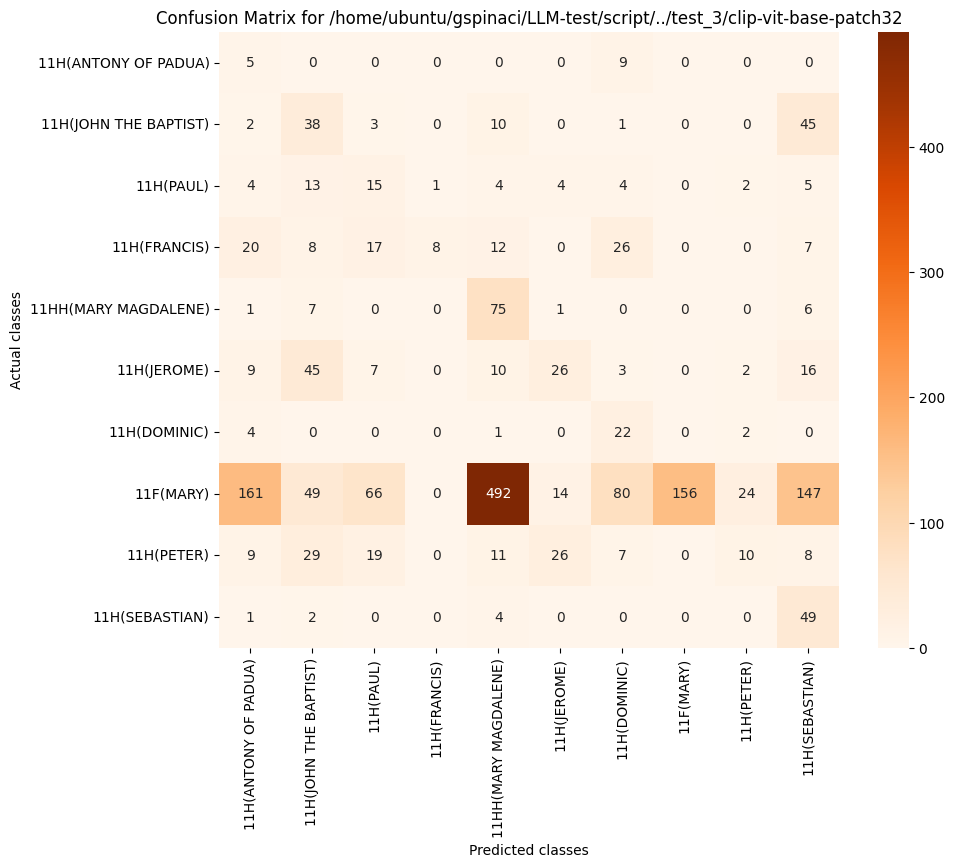 Confusion Matrix for /home/ubuntu/gspinaci/LLM-test/script/../test_3/clip-vit-base-patch32
Actual classes
11H(ANTONY OF PADUA) 5 0 0 0 0 0 9 0 0 0
11H(JOHN THE BAPTIST) 2 38 3 0 10 0 1 0 0 45
11H(PAUL) 4 13 15 1 4 4 4 0 2 5
11H(FRANCIS) 20 8 17 8 12 0 26 0 0 7
11HH(MARY MAGDALENE) 1 7 0 0 75 1 0 0 0 6
11H(JEROME) 9 45 7 0 10 26 3 0 2 16
11H(DOMINIC) 4 0 0 0 1 0 22 0 2 0
11F(MARY) 161 49 66 0 492 14 80 156 24 147
11H(PETER) 9 29 19 0 11 26 7 0 10 8
11H(SEBASTIAN) 1 2 0 0 4 0 0 0 0 49
11H(ANTONY OF PADUA)
11H(JOHN THE BAPTIST)
11H(PAUL)
11H(FRANCIS)
11HH(MARY MAGDALENE)
11H(JEROME)
11H(DOMINIC)
11F(MARY)
11H(PETER)
11H(SEBASTIAN)
Predicted classes
400
300
200
100
0